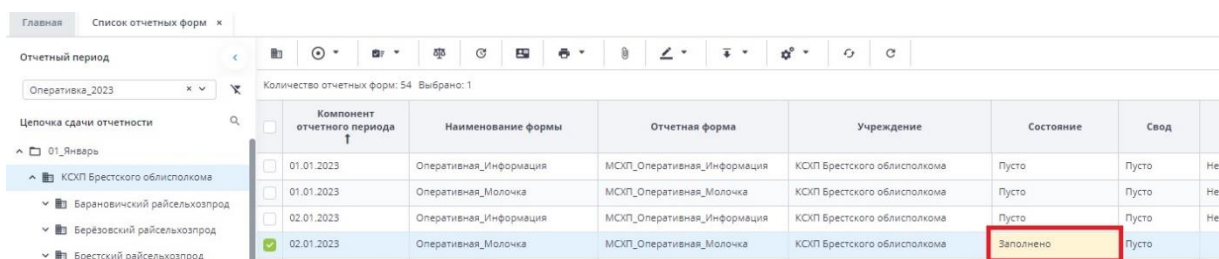 Главная Список отчетных форм ×
Отчетный период
Оперативка_2023
Цепочка сдачи отчетности
01_Январь
КСХП Брестского облисполкома
Барановичский райсельхозпрод
Берёзовский райсельхозпрод
Брестский райсельхозпрод
Количество отчетных форм: 54 Выбрано: 1
Компонент отчетного периода ↑ Наименование формы Отчетная форма Учреждение Состояние Свод
01.01.2023 Оперативная_Информация МСХП_Оперативная_Информация КСХП Брестского облисполкома Пусто Пусто Не
01.01.2023 Оперативная_Молочка МСХП_Оперативная_Молочка КСХП Брестского облисполкома Пусто Пусто Не
02.01.2023 Оперативная_Информация МСХП_Оперативная_Информация КСХП Брестского облисполкома Пусто Пусто Не
02.01.2023 Оперативная_Молочка МСХП_Оперативная_Молочка КСХП Брестского облисполкома Заполнено Пусто